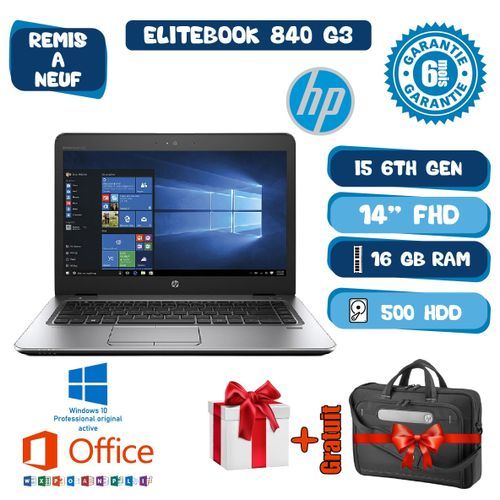 REMIS
A
NEUF
ELITEBOOK 840 G3
GARANTIE
6
mois
GARANTIE
hp
I5 6TH GEN
14” FHD
16 GB RAM
500 HDD
Windows 10
Professional original
active
Office
+ Gratuit